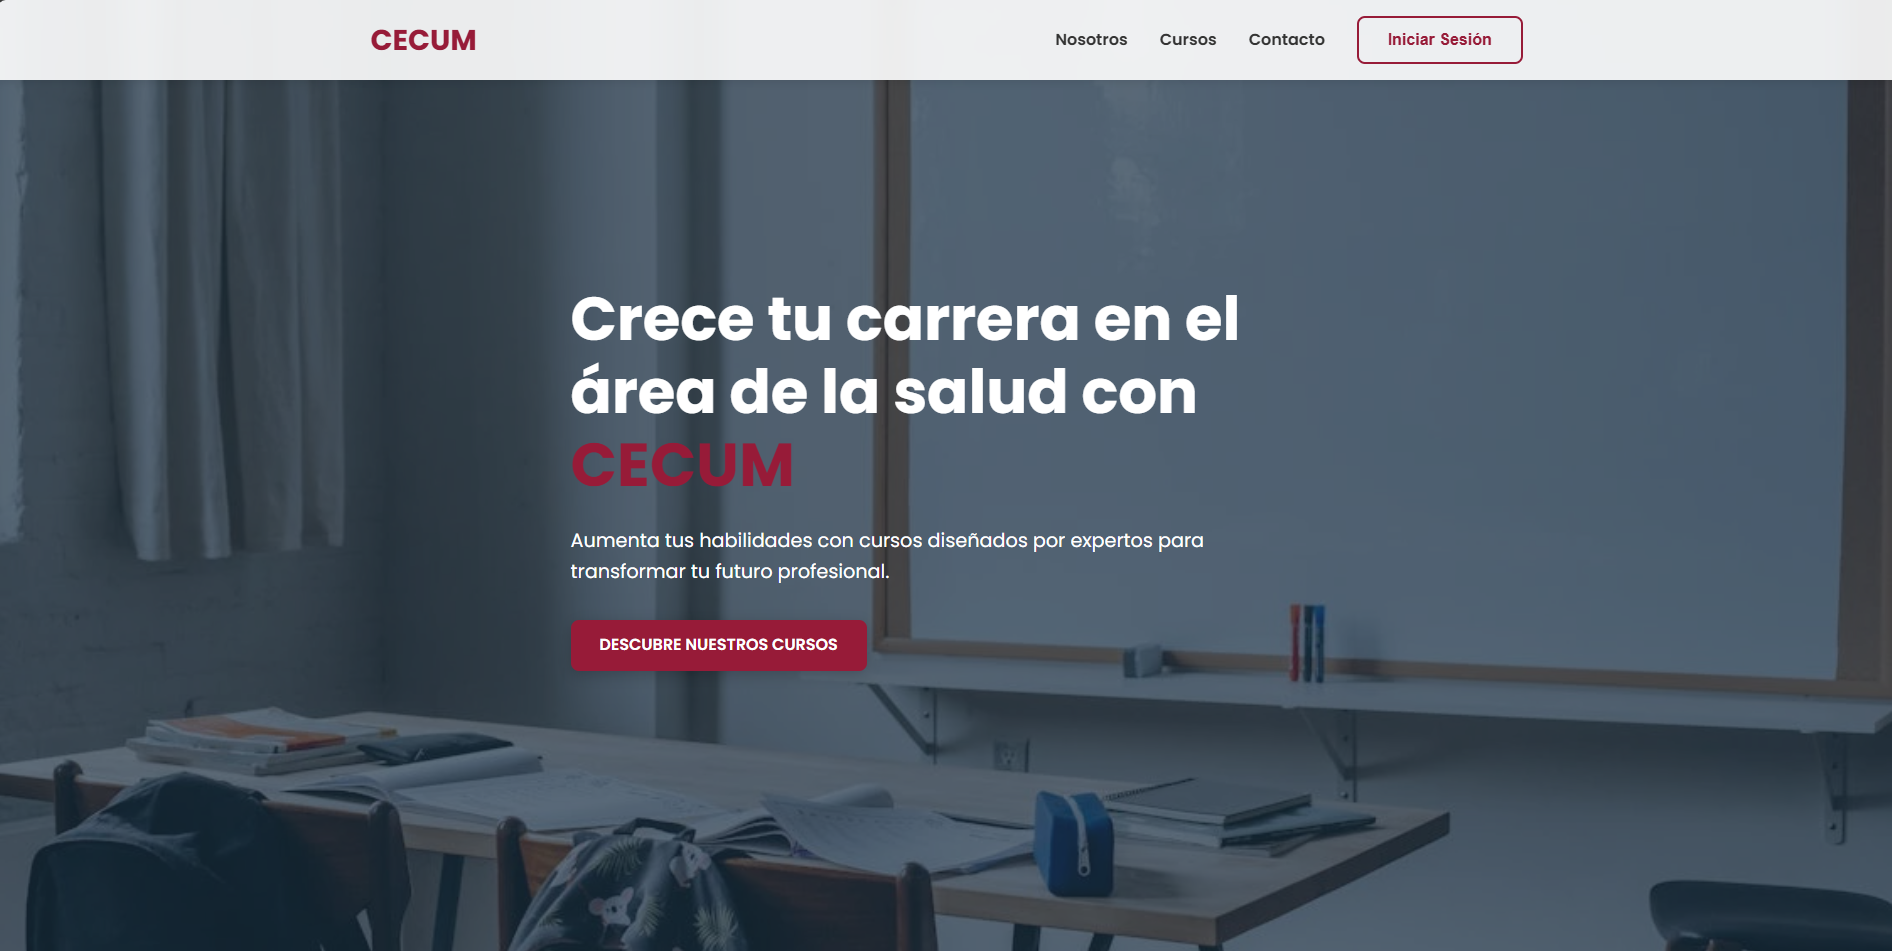 CECUM
Nosotros
Cursos
Contacto
Iniciar Sesión
Crece tu carrera en el
área de la salud con
CECUM
Aumenta tus habilidades con cursos diseñados por expertos para
transformar tu futuro profesional.
DESCUBRE NUESTROS CURSOS